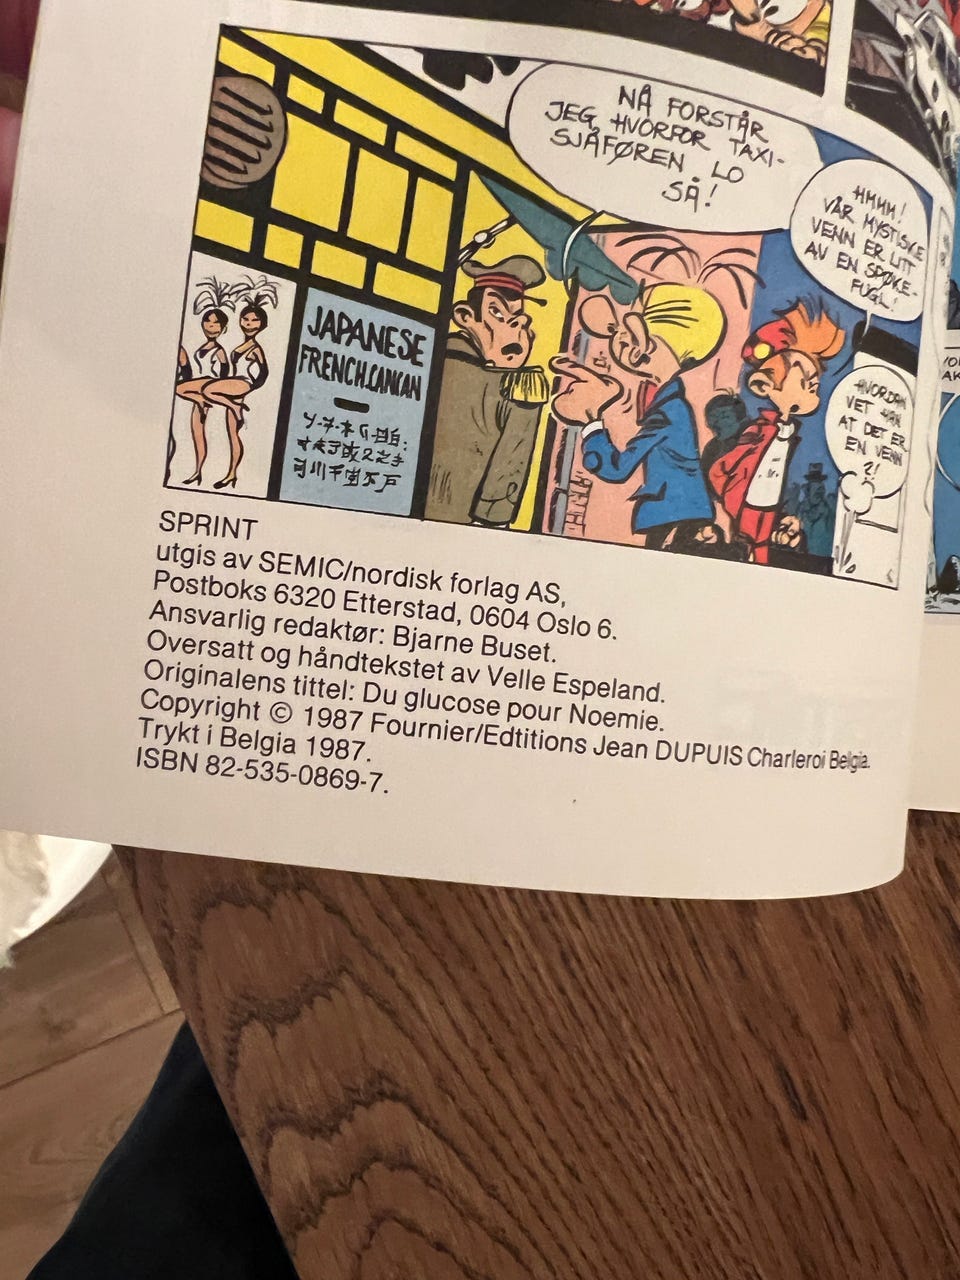 NÅ FORSTÅR
JEG HVORFOR TAXI-
SJÅFØREN LO
SÅ!
HMMM!
VÅR MYSTISKE
VENN ER LITT
AV EN SPØKE-
FUGL!
HVORDAN
VET HAN
AT DET ER
EN VENN
?!
JAPANESE
FRENCH.CANCAN
SPRINT
utgis av SEMIC/nordisk forlag AS,
Postboks 6320 Etterstad, 0604 Oslo 6.
Ansvarlig redaktør: Bjarne Buset.
Oversatt og håndtekstet av Velle Espeland.
Originalens tittel: Du glucose pour Noemie.
Copyright © 1987 Fournier/Edtitions Jean DUPUIS Charleroi Belgia.
Trykt i Belgia 1987.
ISBN 82-535-0869-7.